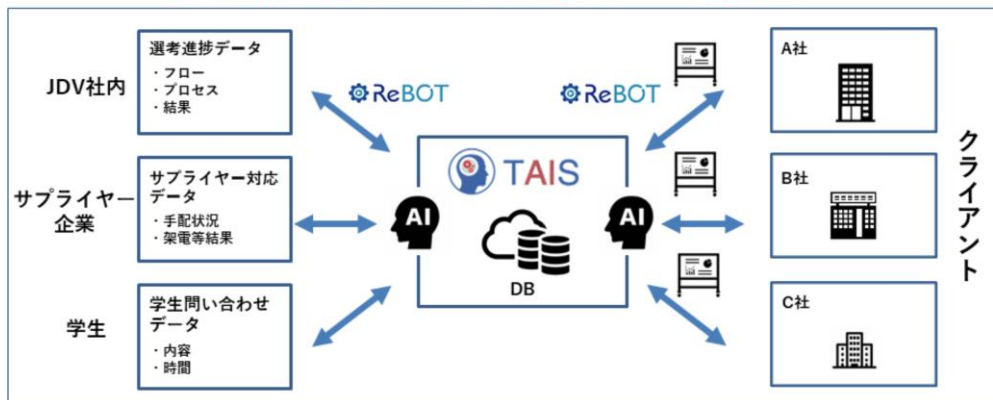 JDV社内
選考進捗データ
・フロー
・プロセス
・結果
サプライヤー
企業
サプライヤー対応
データ
・手配状況
・架電等結果
学生
学生問い合わせ
データ
・内容
・時間
ReBOT
ReBOT
TAIS
AI
AI
DB
A社
B社
C社
クライアント